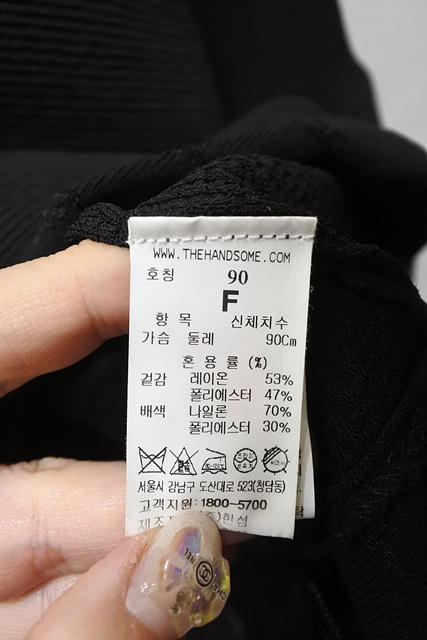 WWW.THEHANDSOME.COM
호칭 90
F
항 목 신체치수
가슴 둘레 90Cm
혼 용 률 (%)
겉감 레이온 53%
폴리에스터 47%
배색 나일론 70%
폴리에스터 30%
서울시 강남구 도산대로 523(청담동)
고객지원:1800-5700
한섬